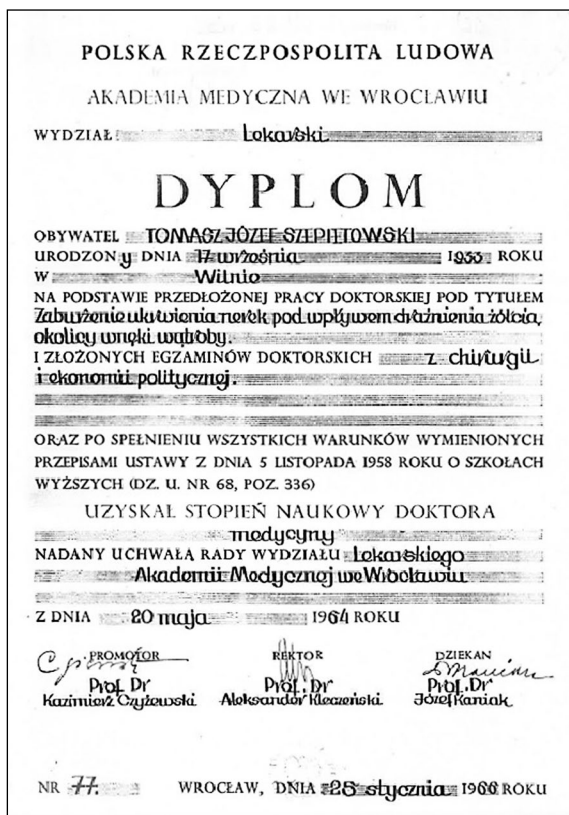 POLSKA RZECZPOSPOLITA LUDOWA
AKADEMIA MEDYCZNA WE WROCŁAWIU
WYDZIAŁ Lekarski
DYPLOM
OBYWATEL TOMASZ JÓZEF SZEPIETOWSKI
URODZONY DNIA 17 września 1933 ROKU
W Wilnie
NA PODSTAWIE PRZEDŁOŻONEJ PRACY DOKTORSKIEJ POD TYTUŁEM
Zaburzenie ukrwienia nerek pod wpływem drażnienia żółcią,
okolicy wnęki wątroby.
I ZŁOŻONYCH EGZAMINÓW DOKTORSKICH z chirurgii
i ekonomii politycznej.
ORAZ PO SPEŁNIENIU WSZYSTKICH WARUNKÓW WYMIENIONYCH
PRZEPISAMI USTAWY Z DNIA 5 LISTOPADA 1958 ROKU O SZKOŁACH
WYŻSZYCH (DZ. U. NR 68, POZ. 336)
UZYSKAŁ STOPIEŃ NAUKOWY DOKTORA
medycyny
NADANY UCHWAŁĄ RADY WYDZIAŁU Lekarskiego
Akademii Medycznej we Wrocławiu
Z DNIA 20 maja 1964 ROKU
PROMOTOR REKTOR DZIEKAN
Prof. Dr Prof. Dr Prof. Dr
Kazimierz Czyżewski Aleksander Kleczeński Józef Kaniak
NR 77. WROCŁAW, DNIA 25 stycznia 1966 ROKU